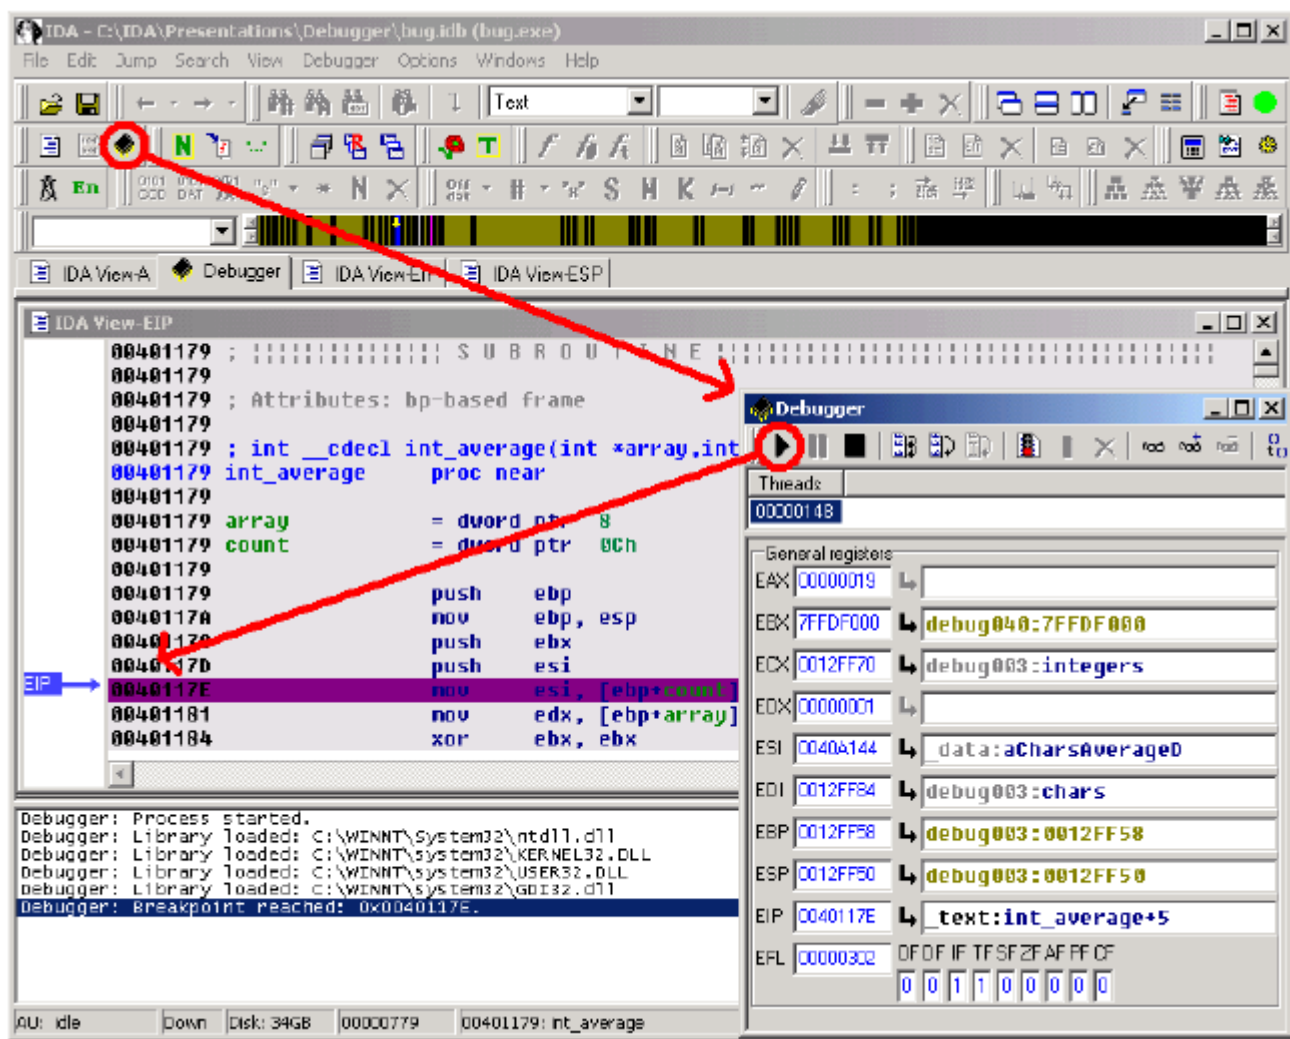 IDA - C:\IDA\Presentations\Debugger\bug.idb (bug.exe)
File Edit Jump Search View Debugger Options Windows Help
Text
N
T
En
N
S M K
IDA View-A Debugger IDA View-EIP IDA View-ESP
IDA View-EIP
00401179 ; ¦¦¦¦¦¦¦¦¦¦¦¦¦¦¦ S U B R O U T I N E ¦¦¦¦¦¦¦¦¦¦¦¦¦¦¦¦¦¦¦¦¦¦¦¦¦¦¦¦¦¦¦¦¦¦¦¦¦¦¦
00401179
00401179 ; Attributes: bp-based frame
00401179
00401179 ; int __cdecl int_average(int *array,int
00401179 int_average proc near
00401179
00401179 array = dword ptr 8
00401179 count = dword ptr 0Ch
00401179
00401179 push ebp
0040117A mov ebp, esp
0040117C push ebx
0040117D push esi
EIP
0040117E mov esi, [ebp+count]
00401181 mov edx, [ebp+array]
00401184 xor ebx, ebx
Debugger
Threads
00000148
General registers
EAX 00000019
EBX 7FFDF000 debug040:7FFDF000
ECX 0012FF70 debug003:integers
EDX 00000001
ESI 0040A144 _data:aCharsAverageD
EDI 0012FF84 debug003:chars
EBP 0012FF58 debug003:0012FF58
ESP 0012FF50 debug003:0012FF50
EIP 0040117E _text:int_average+5
EFL 00000302 OF DF IF TF SF ZF AF PF CF
0 0 1 1 0 0 0 0 0
Debugger: Process started.
Debugger: Library loaded: C:\WINNT\System32\ntdll.dll
Debugger: Library loaded: C:\WINNT\system32\KERNEL32.DLL
Debugger: Library loaded: C:\WINNT\system32\USER32.DLL
Debugger: Library loaded: C:\WINNT\system32\GDI32.dll
Debugger: Breakpoint reached: 0x0040117E.
AU: idle Down Disk: 34GB 00000779 00401179: int_average